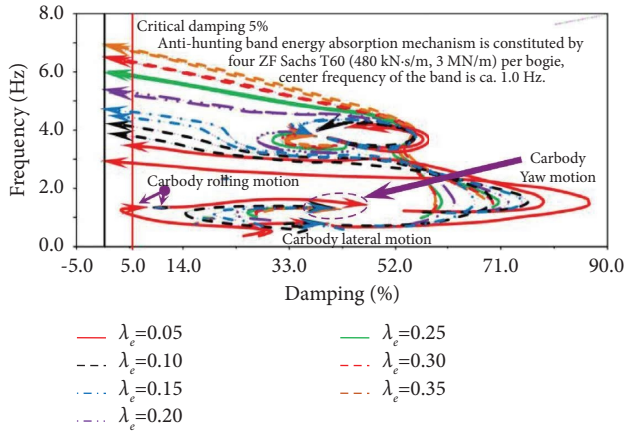 8.0
Critical damping 5%
Anti-hunting band energy absorption mechanism is constituted by
four ZF Sachs T60 (480 kN·s/m, 3 MN/m) per bogie,
center frequency of the band is ca. 1.0 Hz.
6.0
4.0
2.0
0.0
Frequency (Hz)
Carbody
Yaw motion
Carbody rolling motion
Carbody lateral motion
-5.0 5.0 14.0 33.0 52.0 71.0 90.0
Damping (%)
λe=0.05
λe=0.10
λe=0.15
λe=0.20
λe=0.25
λe=0.30
λe=0.35